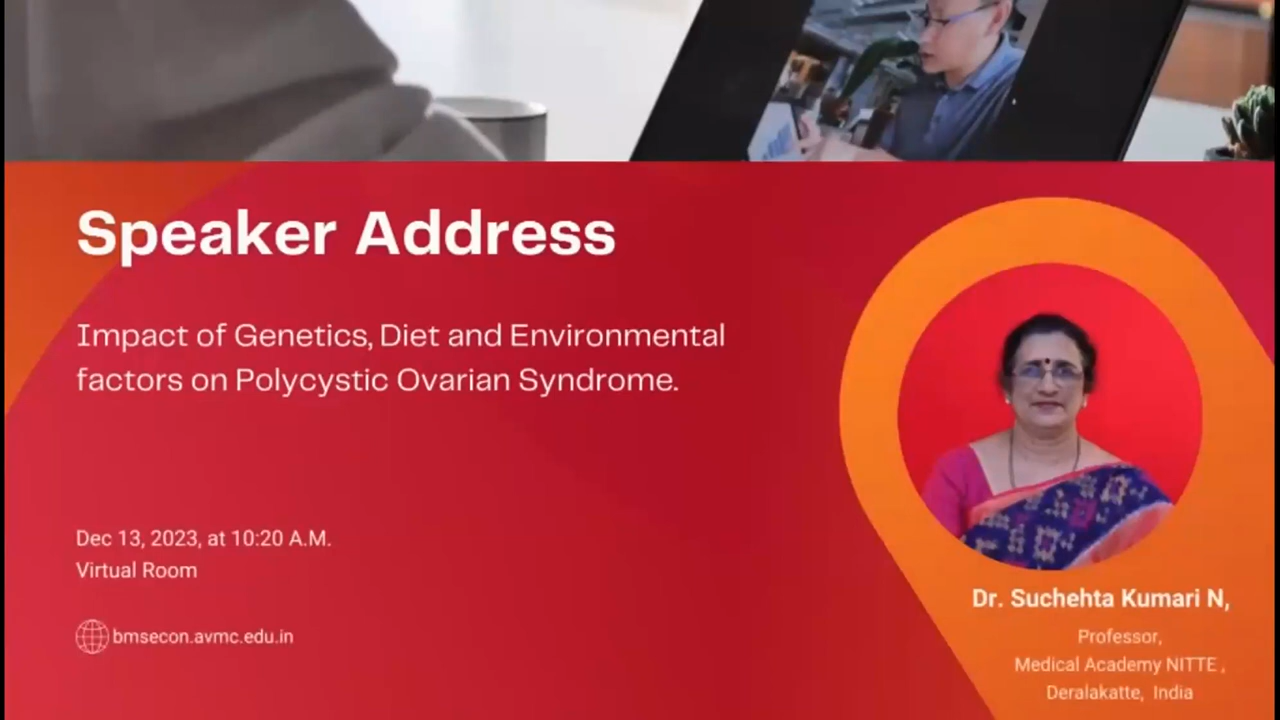 Speaker Address
Impact of Genetics, Diet and Environmental
factors on Polycystic Ovarian Syndrome.
Dec 13, 2023, at 10:20 A.M.
Virtual Room
bmsecon.avmc.edu.in
Dr. Suchehta Kumari N,
Professor,
Medical Academy NITTE ,
Deralakatte, India